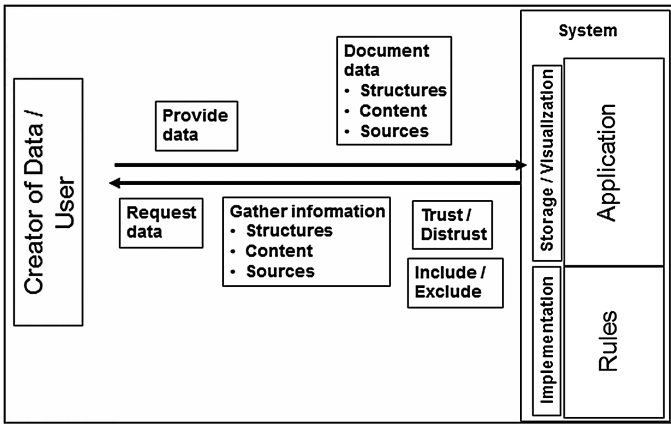 System
Document
data
• Structures
• Content
• Sources
Provide
data
Creator of Data /
User
Request
data
Gather information
• Structures
• Content
• Sources
Trust /
Distrust
Include /
Exclude
Storage / Visualization
Application
Implementation
Rules